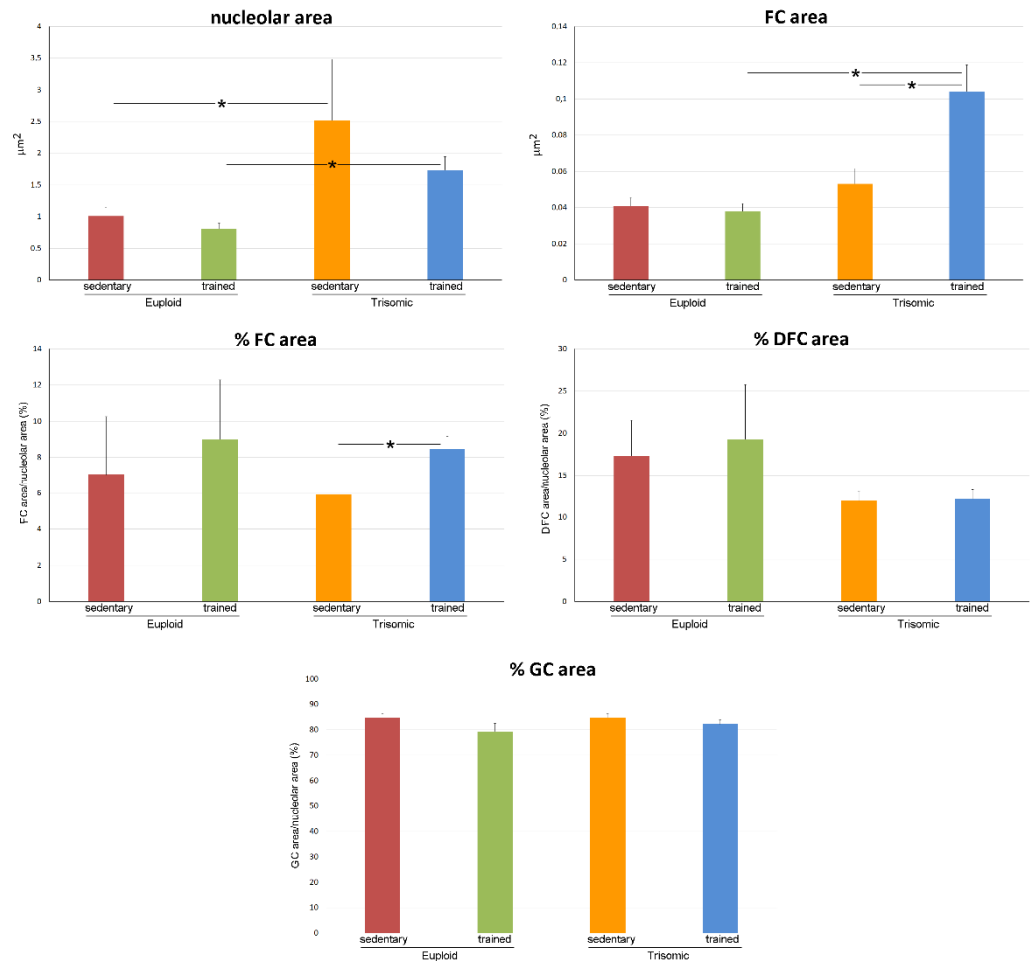 nucleolar area
4
3.5
3
2.5
2
1.5
1
0.5
0
µm2
*
*
sedentary trained sedentary trained
Euploid Trisomic
FC area
0,14
0.12
0,1
0.08
0.06
0.04
0.02
0
µm2
*
*
sedentary trained sedentary trained
Euploid Trisomic
% FC area
14
12
10
8
6
4
2
0
FC area/nucleolar area (%)
*
sedentary trained sedentary trained
Euploid Trisomic
% DFC area
30
25
20
15
10
5
0
DFC area/nucleolar area (%)
sedentary trained sedentary trained
Euploid Trisomic
% GC area
100
90
80
70
60
50
40
30
20
10
0
GC area/nucleolar area (%)
sedentary trained sedentary trained
Euploid Trisomic